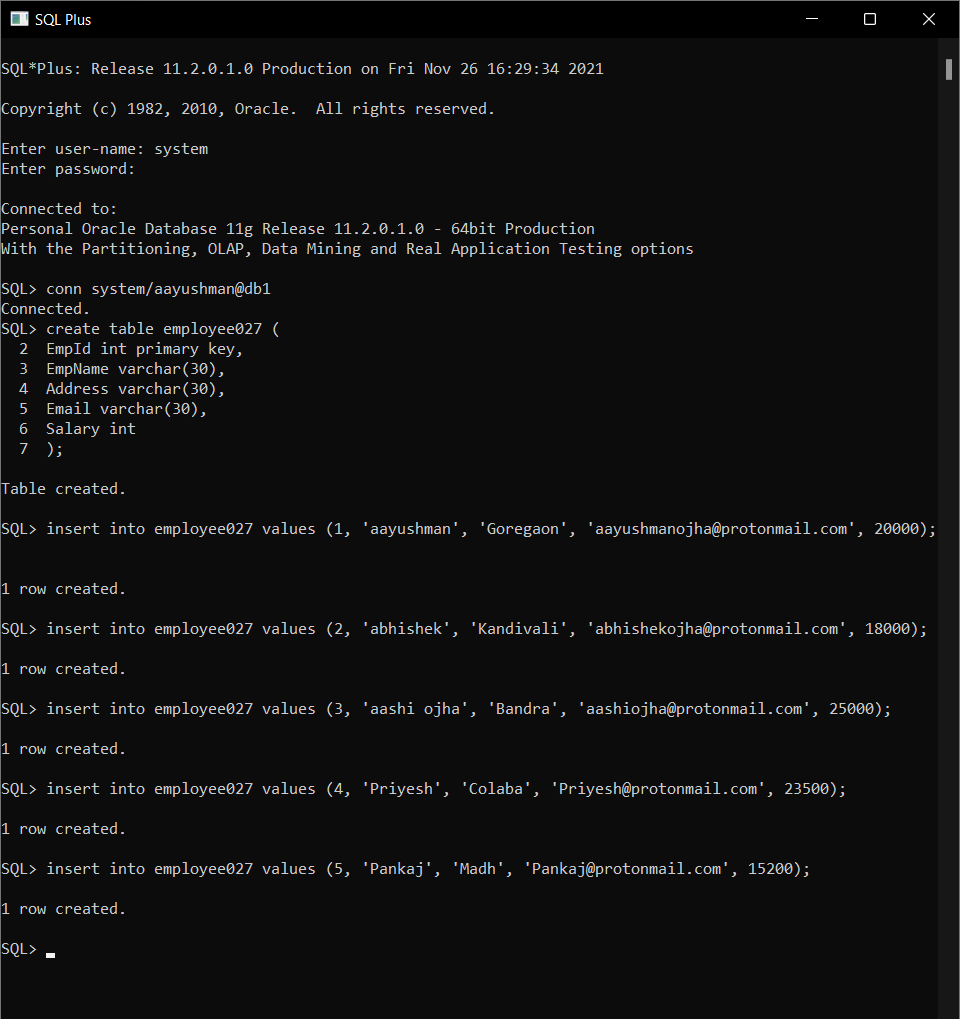 SQL Plus
SQL*Plus: Release 11.2.0.1.0 Production on Fri Nov 26 16:29:34 2021
Copyright (c) 1982, 2010, Oracle.  All rights reserved.
Enter user-name: system
Enter password:
Connected to:
Personal Oracle Database 11g Release 11.2.0.1.0 - 64bit Production
With the Partitioning, OLAP, Data Mining and Real Application Testing options
SQL> conn system/aayushman@db1
Connected.
SQL> create table employee027 (
  2  EmpId int primary key,
  3  EmpName varchar(30),
  4  Address varchar(30),
  5  Email varchar(30),
  6  Salary int
  7  );
Table created.
SQL> insert into employee027 values (1, 'aayushman', 'Goregaon', 'aayushmanojha@protonmail.com', 20000);
1 row created.
SQL> insert into employee027 values (2, 'abhishek', 'Kandivali', 'abhishekojha@protonmail.com', 18000);
1 row created.
SQL> insert into employee027 values (3, 'aashi ojha', 'Bandra', 'aashiojha@protonmail.com', 25000);
1 row created.
SQL> insert into employee027 values (4, 'Priyesh', 'Colaba', 'Priyesh@protonmail.com', 23500);
1 row created.
SQL> insert into employee027 values (5, 'Pankaj', 'Madh', 'Pankaj@protonmail.com', 15200);
1 row created.
SQL>